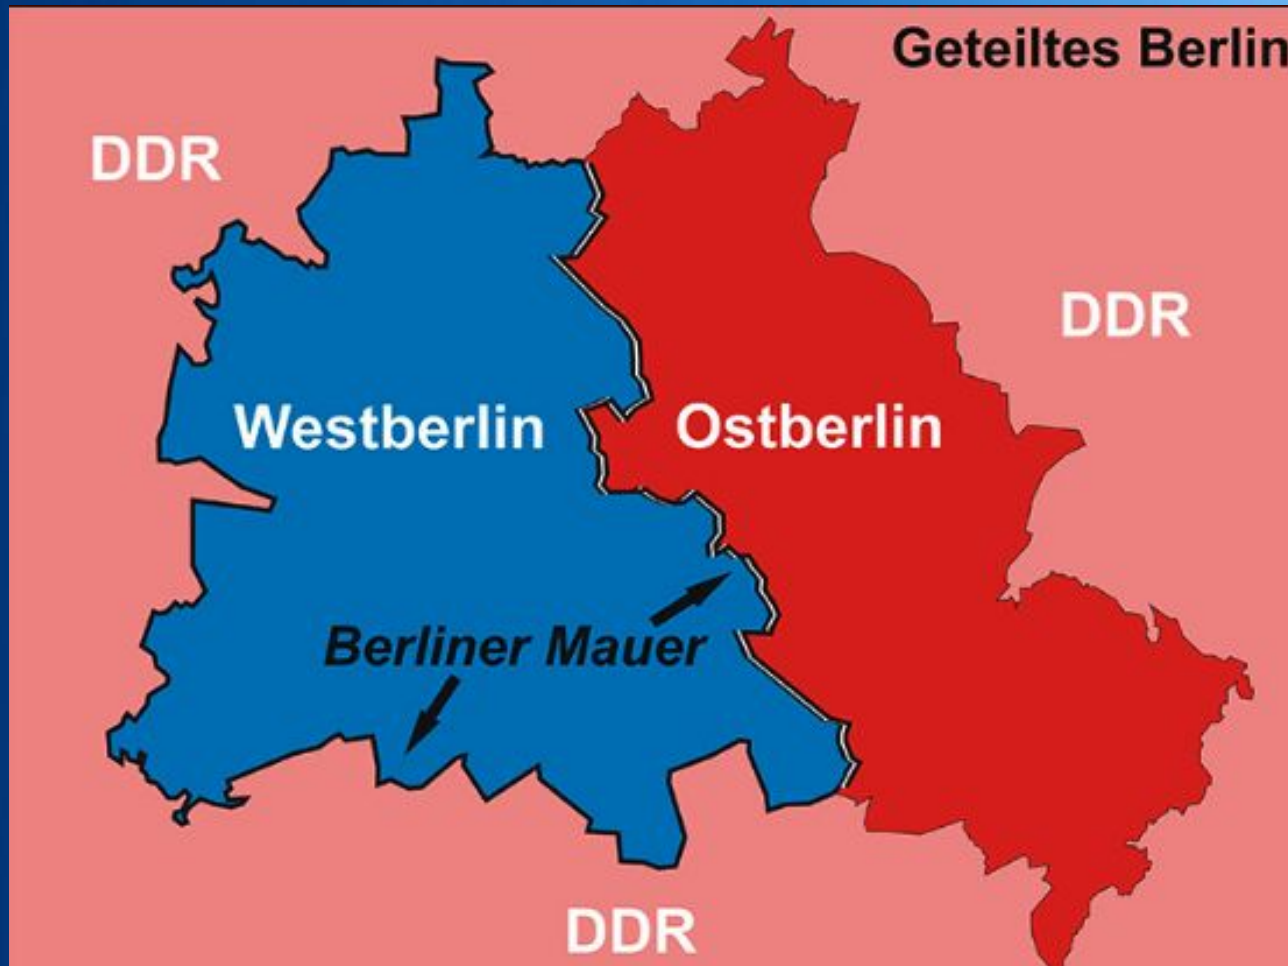 Geteiltes Berlin
DDR
DDR
Westberlin
Ostberlin
Berliner Mauer
DDR